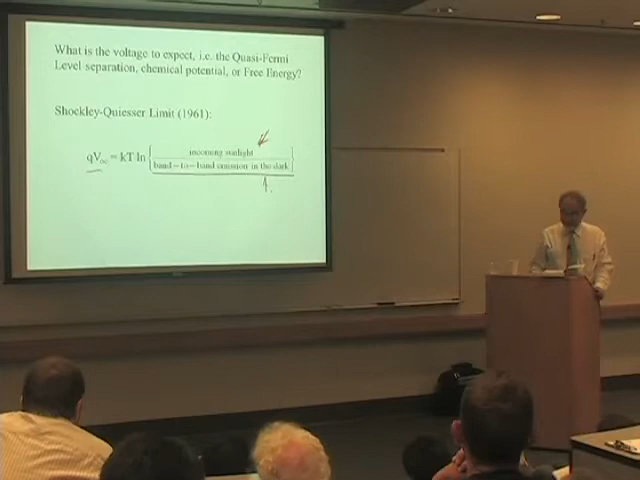 What is the voltage to expect, i.e. the Quasi-Fermi
Level separation, chemical potential, or Free Energy?
Shockley-Quiesser Limit (1961):
qVoc = kT ln { incoming sunlight / band−to−band emission in the dark }